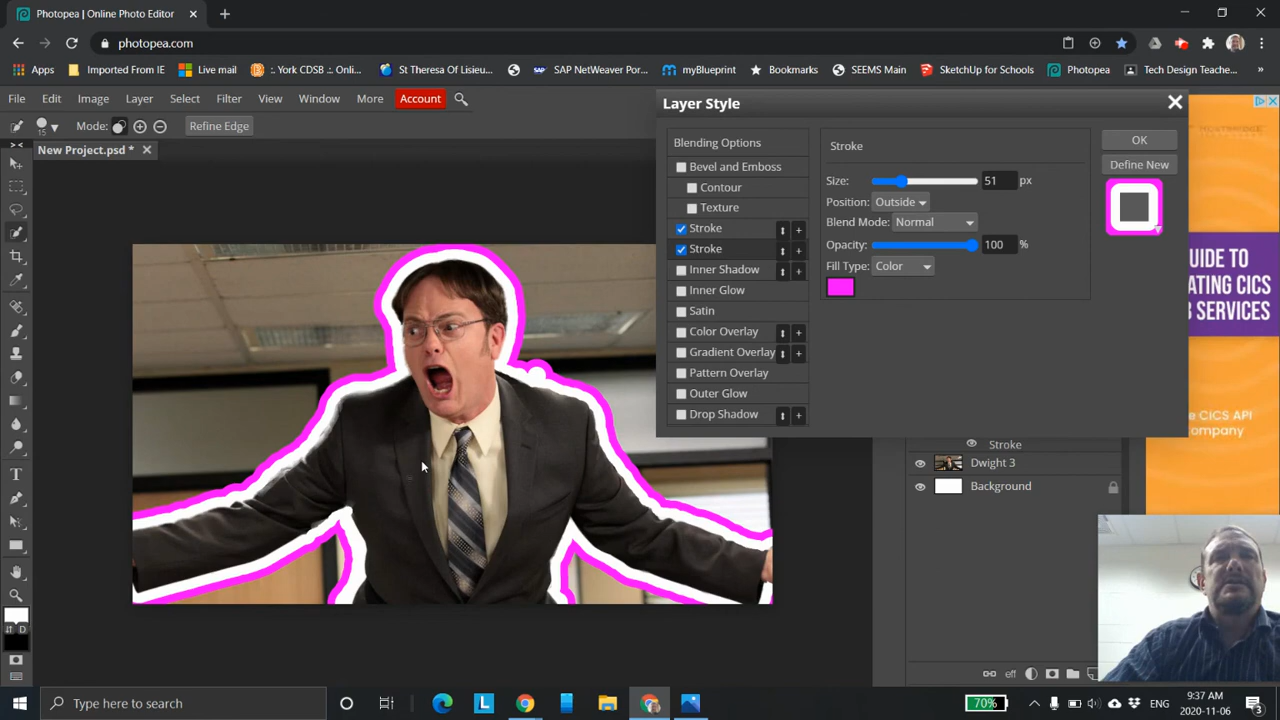 Photopea | Online Photo Editor
photopea.com
Apps Imported From IE Live mail :. York CDSB :. Onli... St Theresa Of Lisieu... SAP NetWeaver Por... myBlueprint Bookmarks SEEMS Main SketchUp for Schools Photopea Tech Design Teache... »
File Edit Image Layer Select Filter View Window More Account
15 Mode: Refine Edge
New Project.psd *
Layer Style
Blending Options
Bevel and Emboss
Contour
Texture
Stroke
Stroke
Inner Shadow
Inner Glow
Satin
Color Overlay
Gradient Overlay
Pattern Overlay
Outer Glow
Drop Shadow
Stroke
Size: 51 px
Position: Outside
Blend Mode: Normal
Opacity: 100 %
Fill Type: Color
OK
Define New
Stroke
Dwight 3
Background
eff
D
UIDE TO
ATING CICS
B SERVICES
e CICS API
ompany
Type here to search
L
70%
ENG
9:37 AM
2020-11-06
3